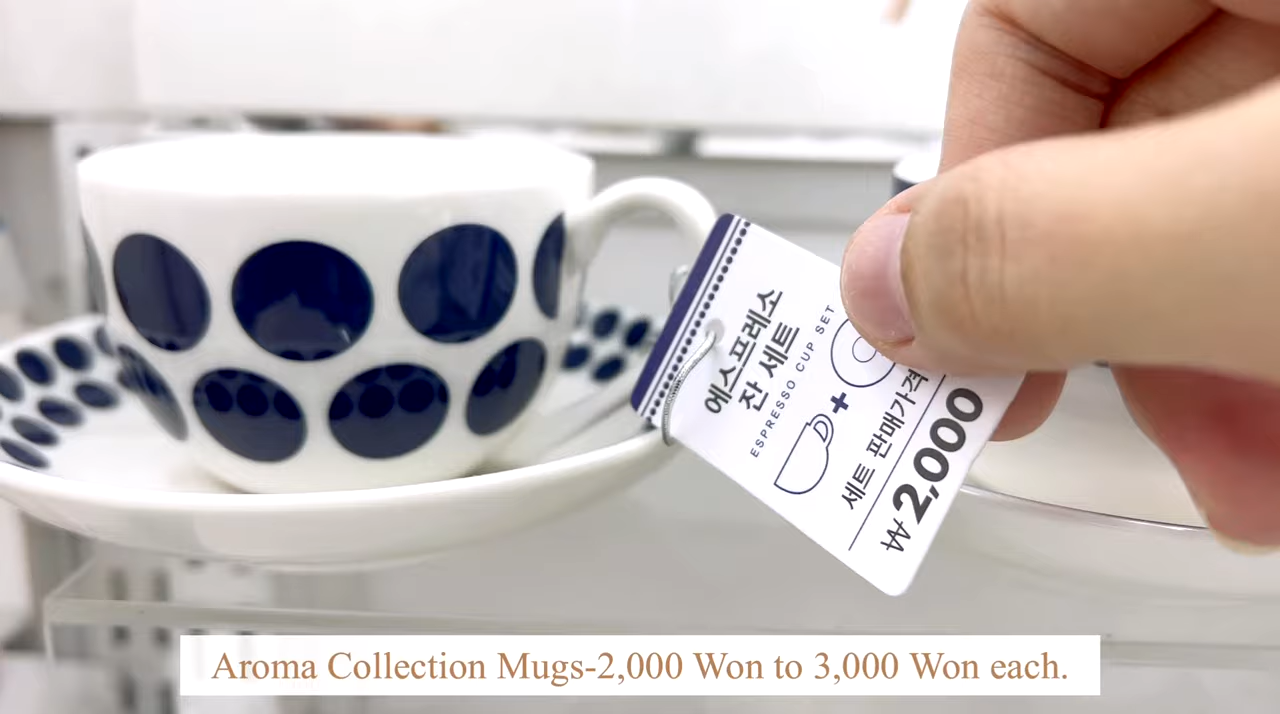 에스프레소
잔 세트
ESPRESSO CUP SET
세트 판매가격
₩2,000
Aroma Collection Mugs-2,000 Won to 3,000 Won each.